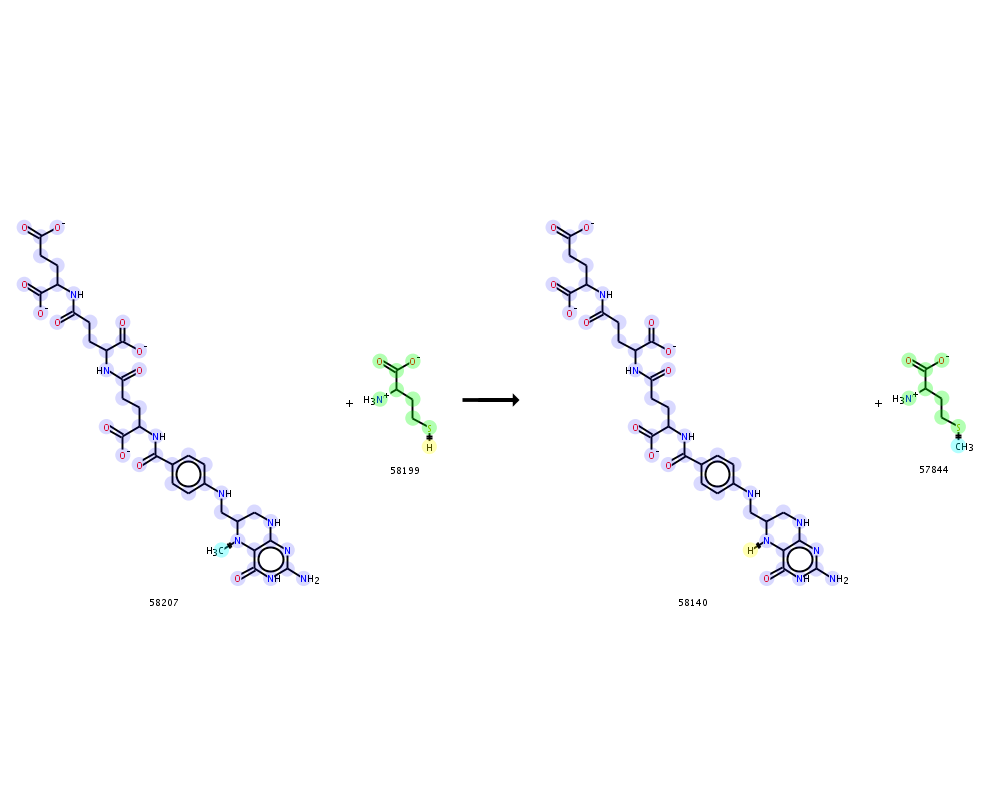 O O⁻ O O⁻
O NH O O NH O
O⁻ O O⁻ O⁻ O O⁻
HN O HN O
O O⁻ O O⁻
+ H₃N⁺ + H₃N⁺
O NH S O NH S
O⁻ H O⁻ CH₃
O O
58199 57844
NH NH
NH NH
N N
H₃C N H N
O NH NH₂ O NH NH₂
58207 58140